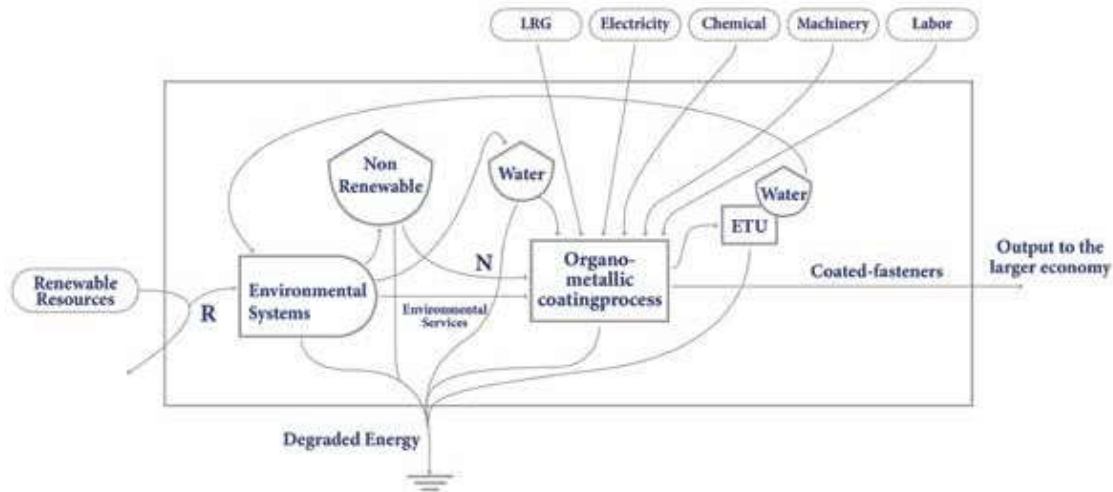 LRG
Electricity
Chemical
Machinery
Labor
Non
Renewable
Water
Water
ETU
Organo-
metallic
coatingprocess
N
Renewable
Resources
R
Environmental
Systems
Environmental
Services
Coated-fasteners
Output to the
larger economy
Degraded Energy